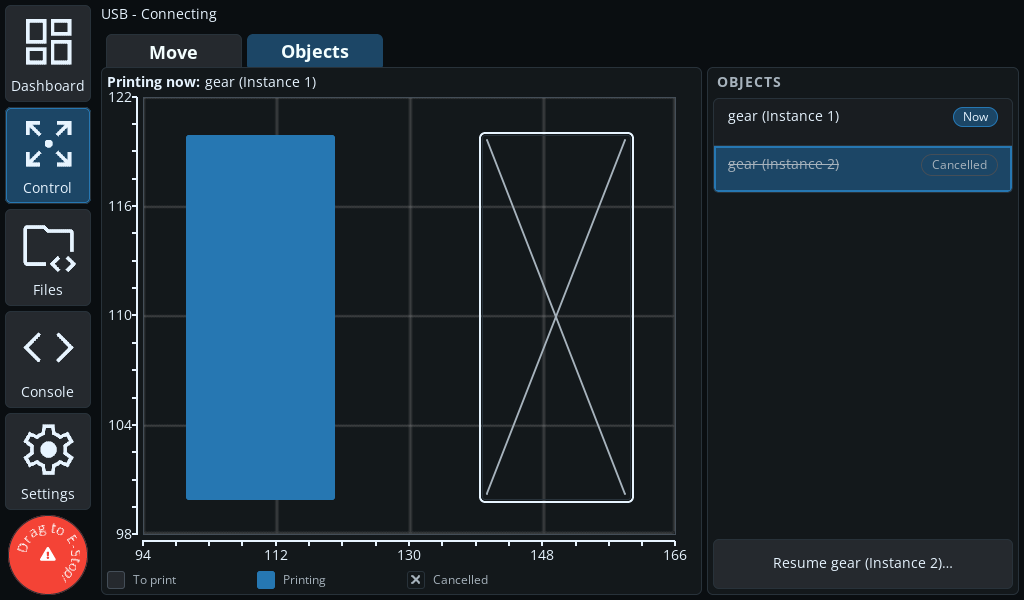 USB - Connecting
Dashboard
Control
Files
Console
Settings
Drag to E-Stop!
Move
Objects
Printing now: gear (Instance 1)
122
116
110
104
98
94
112
130
148
166
To print
Printing
Cancelled
OBJECTS
gear (Instance 1)
Now
gear (Instance 2)
Cancelled
Resume gear (Instance 2)...